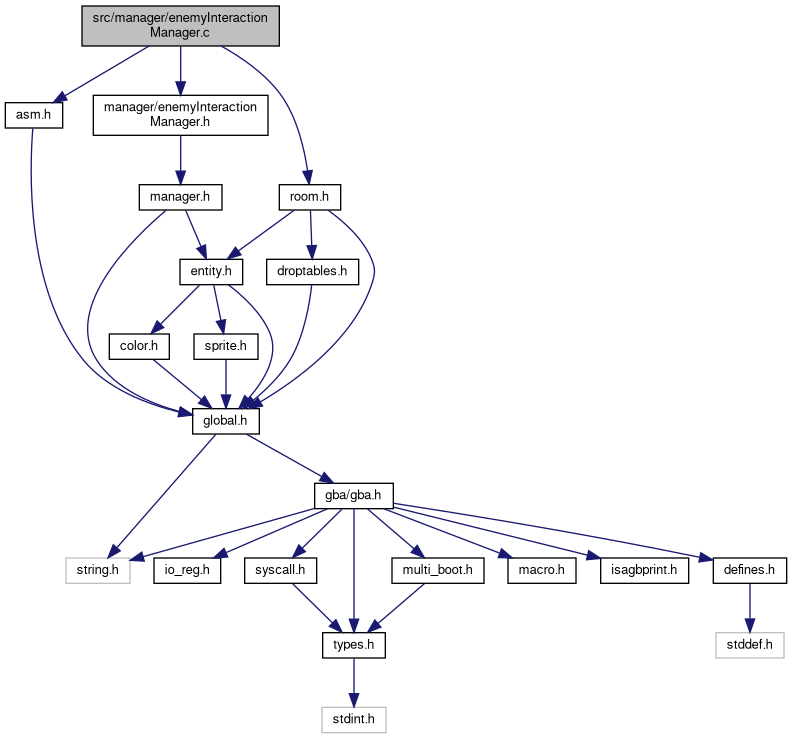 src/manager/enemyInteraction
Manager.c
asm.h
manager/enemyInteraction
Manager.h
manager.h
room.h
entity.h
droptables.h
color.h
sprite.h
global.h
gba/gba.h
string.h
io_reg.h
syscall.h
multi_boot.h
macro.h
isagbprint.h
defines.h
types.h
stddef.h
stdint.h